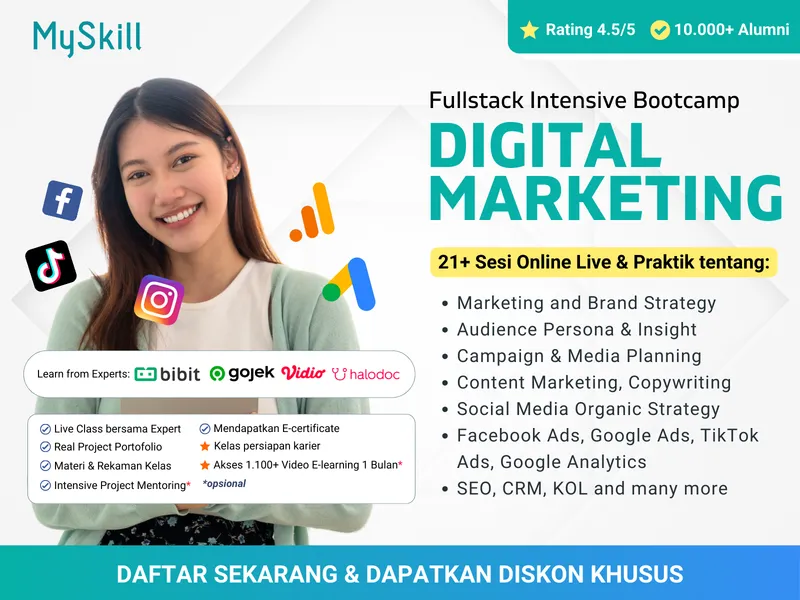 MySkill
Rating 4.5/5
10.000+ Alumni
Fullstack Intensive Bootcamp
DIGITAL
MARKETING
21+ Sesi Online Live & Praktik tentang:
• Marketing and Brand Strategy
• Audience Persona & Insight
• Campaign & Media Planning
• Content Marketing, Copywriting
• Social Media Organic Strategy
• Facebook Ads, Google Ads, TikTok
Ads, Google Analytics
• SEO, CRM, KOL and many more
Learn from Experts: bibit gojek Vidio halodoc
Live Class bersama Expert
Real Project Portofolio
Materi & Rekaman Kelas
Intensive Project Mentoring*
Mendapatkan E-certificate
Kelas persiapan karier
Akses 1.100+ Video E-learning 1 Bulan*
*opsional
DAFTAR SEKARANG & DAPATKAN DISKON KHUSUS